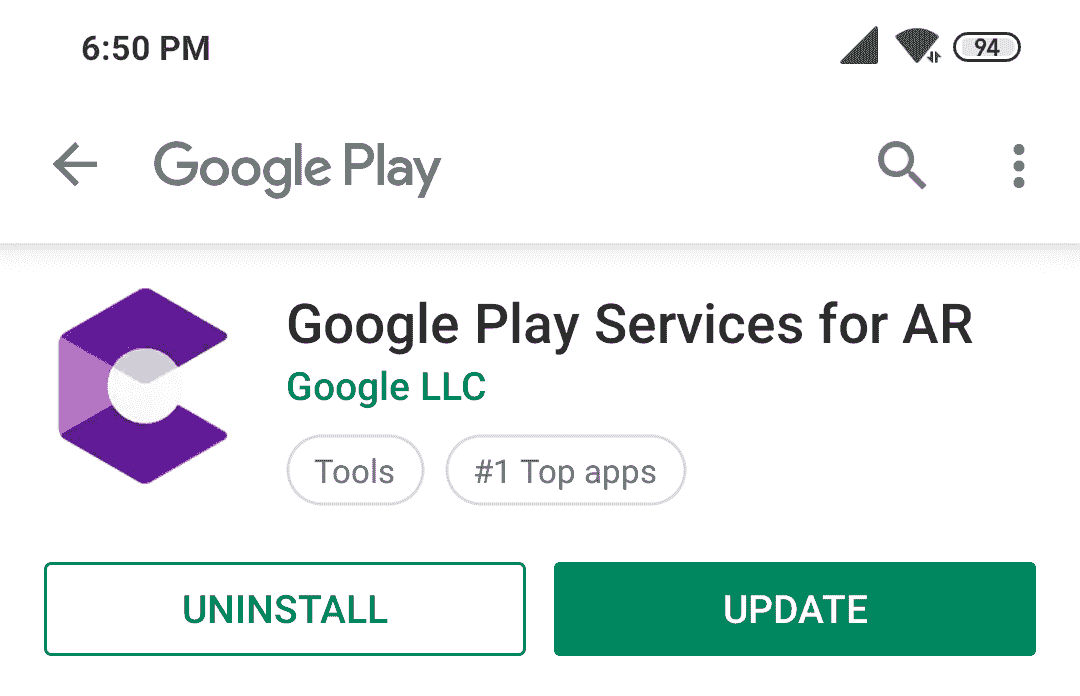 6:50 PM 94
Google Play
Google Play Services for AR
Google LLC
Tools #1 Top apps
UNINSTALL UPDATE